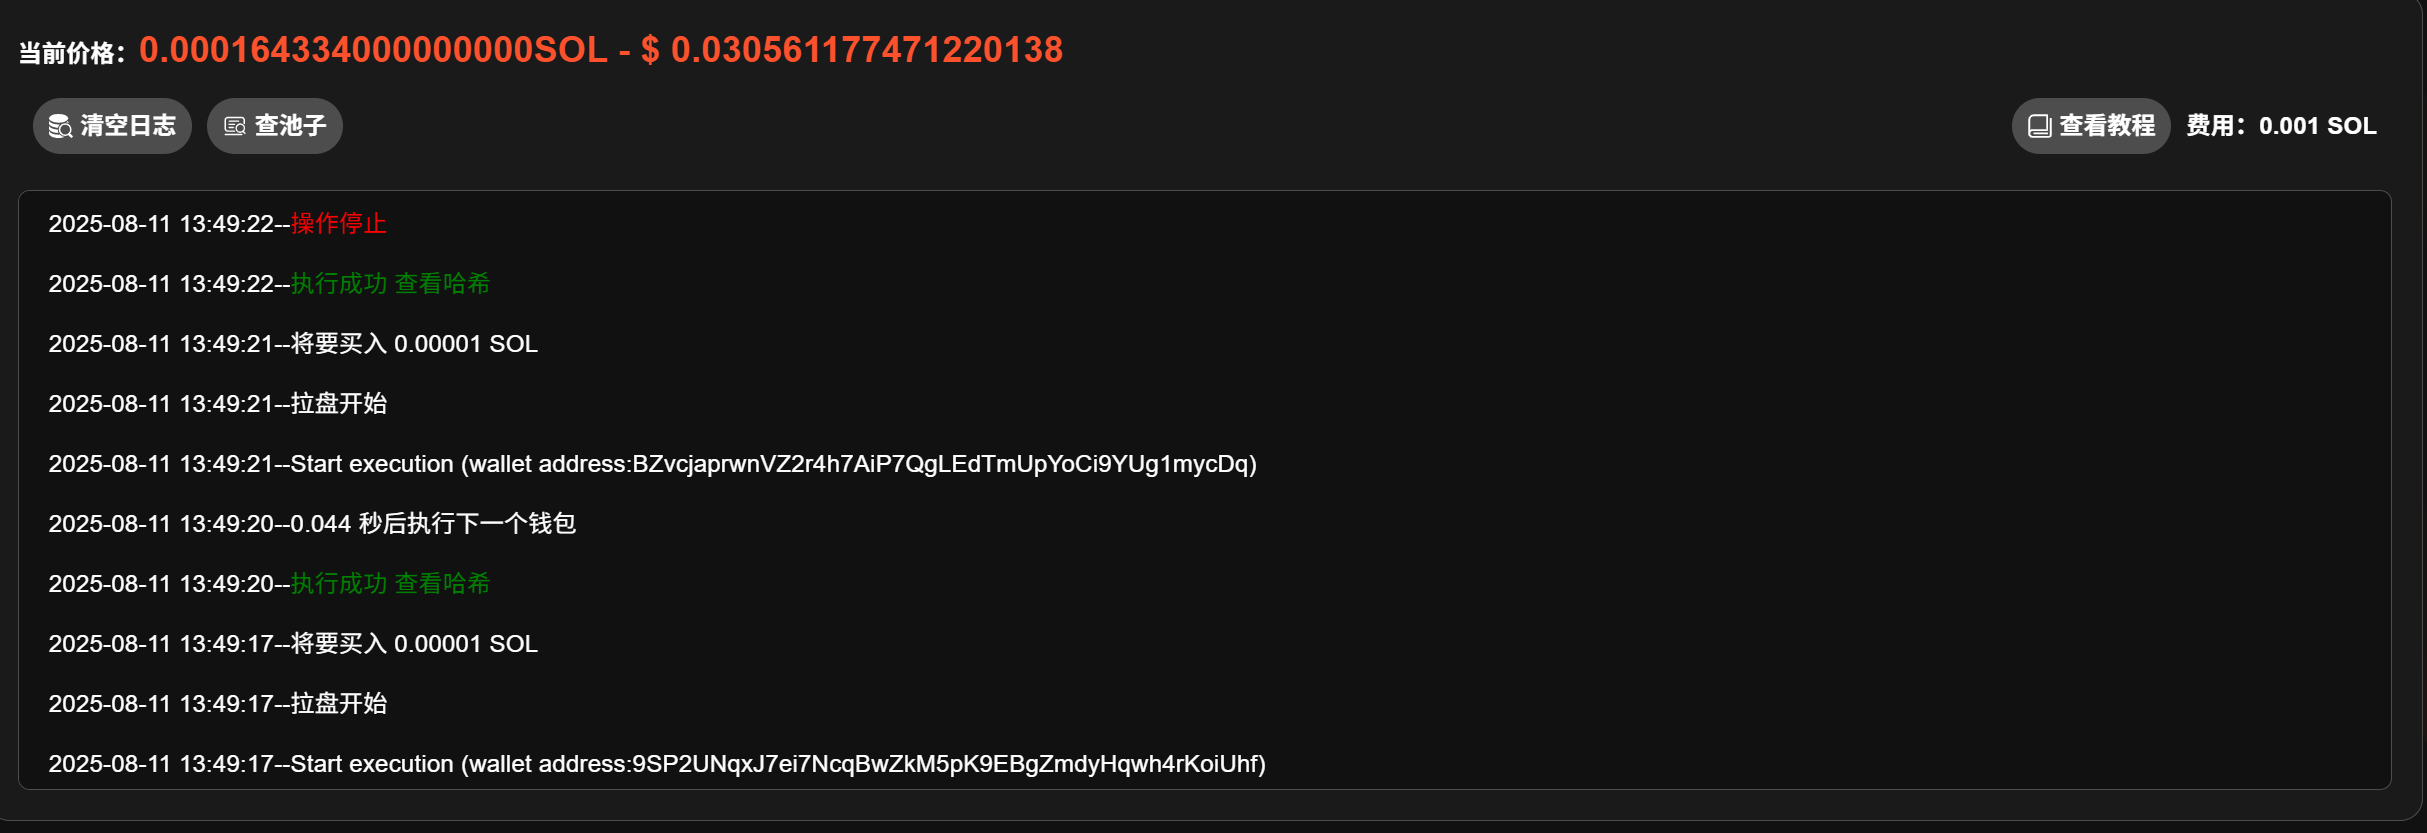 当前价格：0.000164334000000000SOL - $ 0.030561177471220138
清空日志 查池子 查看教程 费用：0.001 SOL
2025-08-11 13:49:22--操作停止
2025-08-11 13:49:22--执行成功 查看哈希
2025-08-11 13:49:21--将要买入 0.00001 SOL
2025-08-11 13:49:21--拉盘开始
2025-08-11 13:49:21--Start execution (wallet address:BZvcjaprwnVZ2r4h7AiP7QgLEdTmUpYoCi9YUg1mycDq)
2025-08-11 13:49:20--0.044 秒后执行下一个钱包
2025-08-11 13:49:20--执行成功 查看哈希
2025-08-11 13:49:17--将要买入 0.00001 SOL
2025-08-11 13:49:17--拉盘开始
2025-08-11 13:49:17--Start execution (wallet address:9SP2UNqxJ7ei7NcqBwZkM5pK9EBgZmdyHqwh4rKoiUhf)